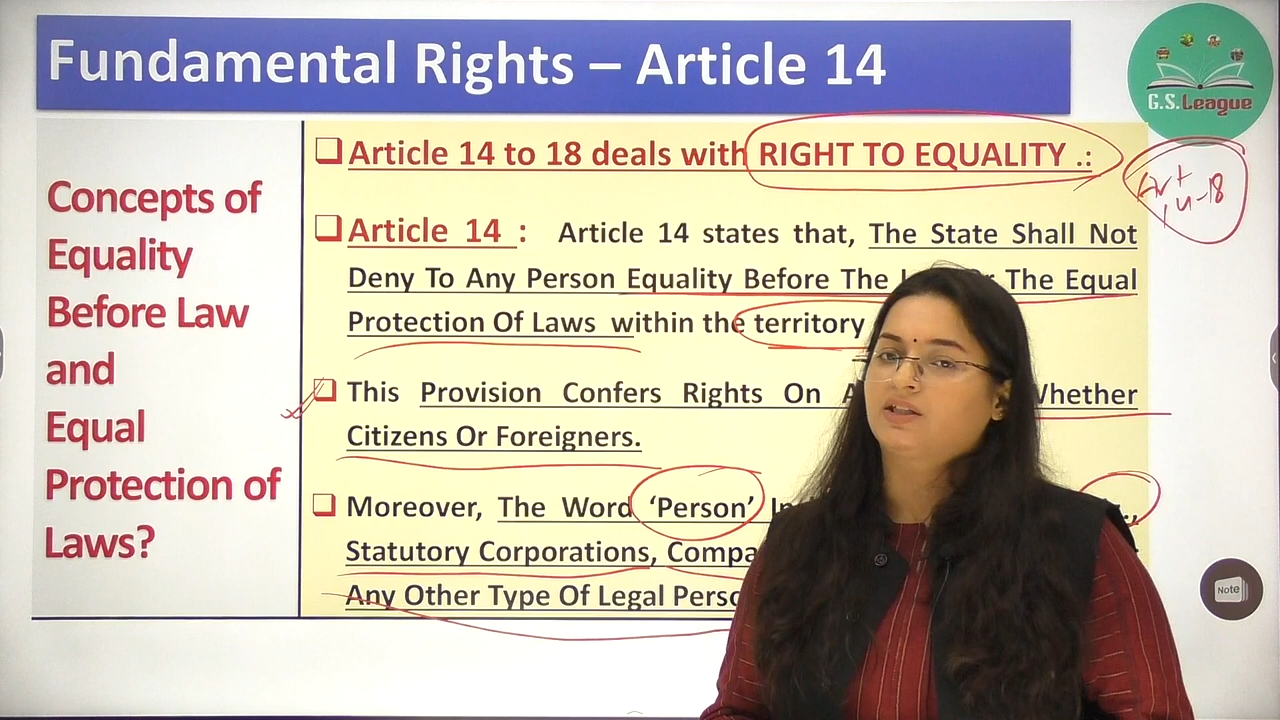 Fundamental Rights – Article 14
G.S.League
Concepts of
Equality
Before Law
and
Equal
Protection of
Laws?
❑ Article 14 to 18 deals with RIGHT TO EQUALITY .:
Art
14-18
❑ Article 14 : Article 14 states that, The State Shall Not
Deny To Any Person Equality Before The The Equal
Protection Of Laws within the territory
❑ This Provision Confers Rights On Whether
Citizens Or Foreigners.
❑ Moreover, The Word ‘Person’
Statutory Corporations,
Any Other Type Of Legal
Note